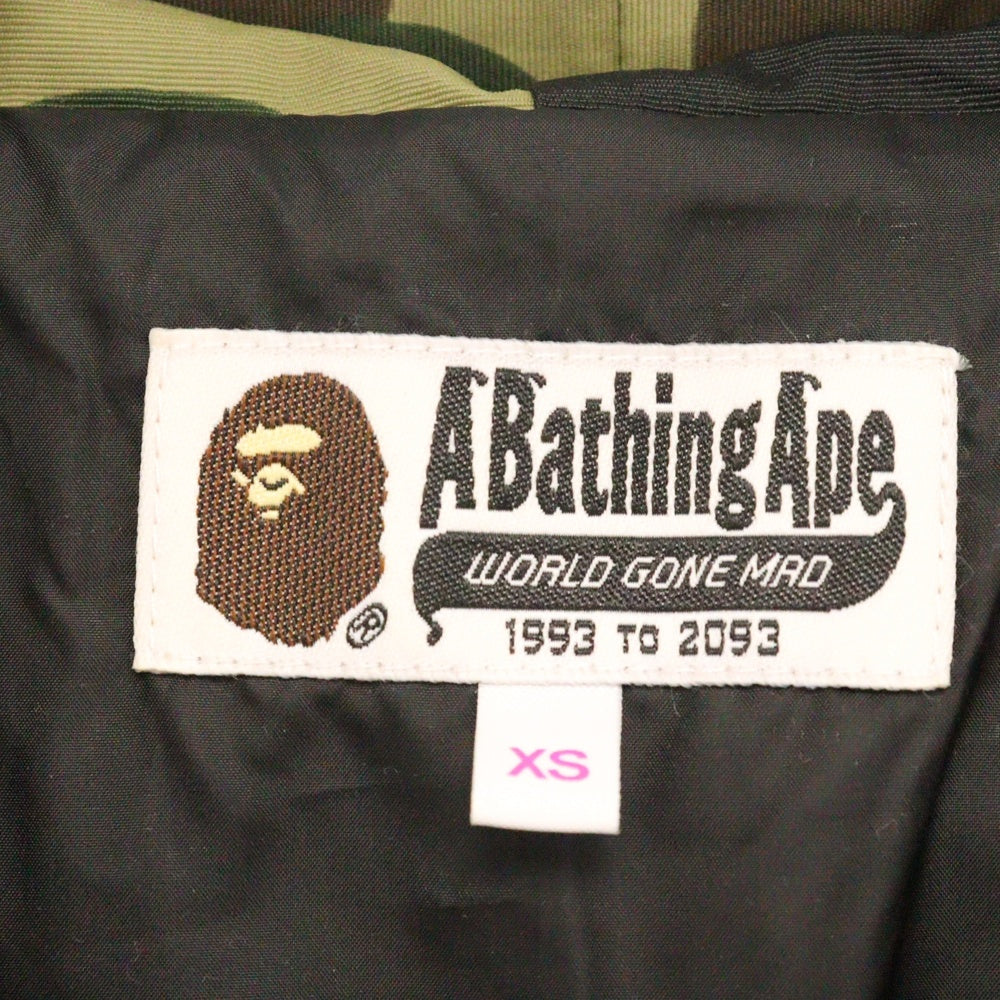 A Bathing Ape
®
WORLD GONE MAD
1993 TO 2093
XS